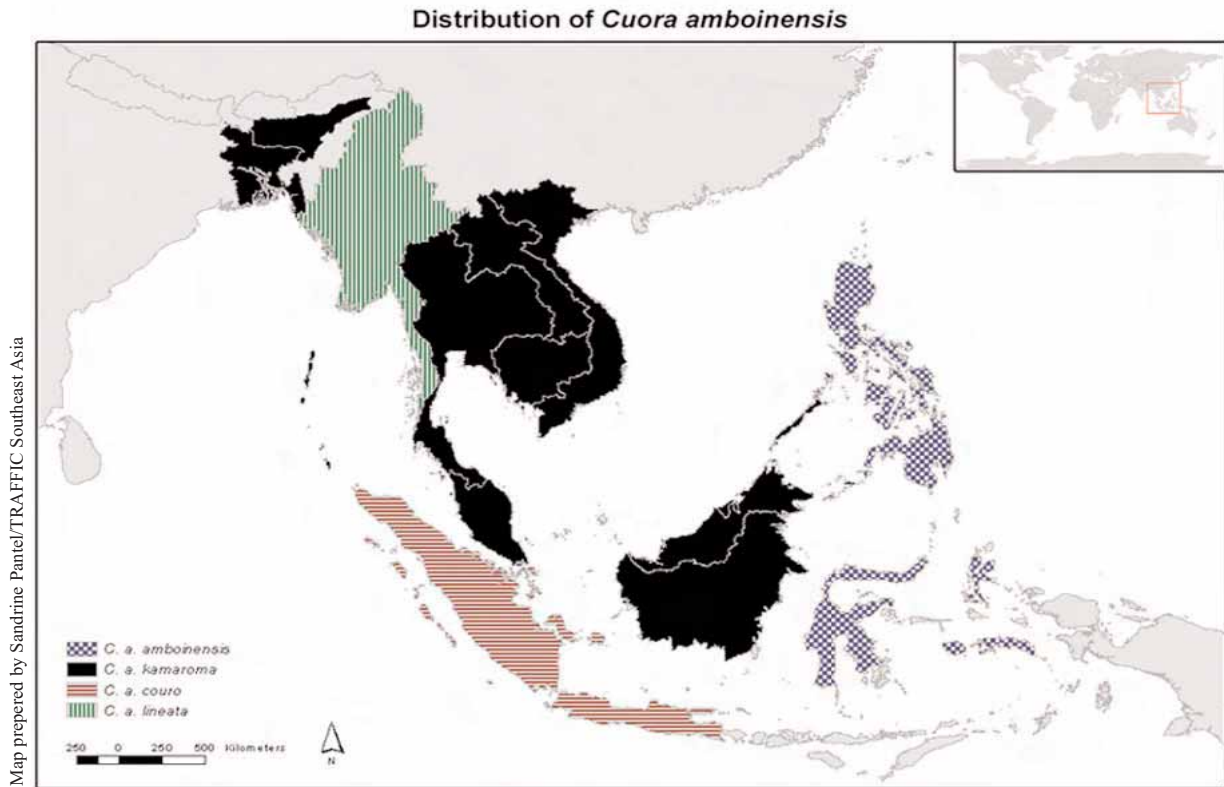 Distribution of Cuora amboinensis
Map prepared by Sandrine Pantel/TRAFFIC Southeast Asia
C. a. amboinensis
C. a. kamaroma
C. a. couro
C. a. lineata
250 0 250 500 Kilometers
N